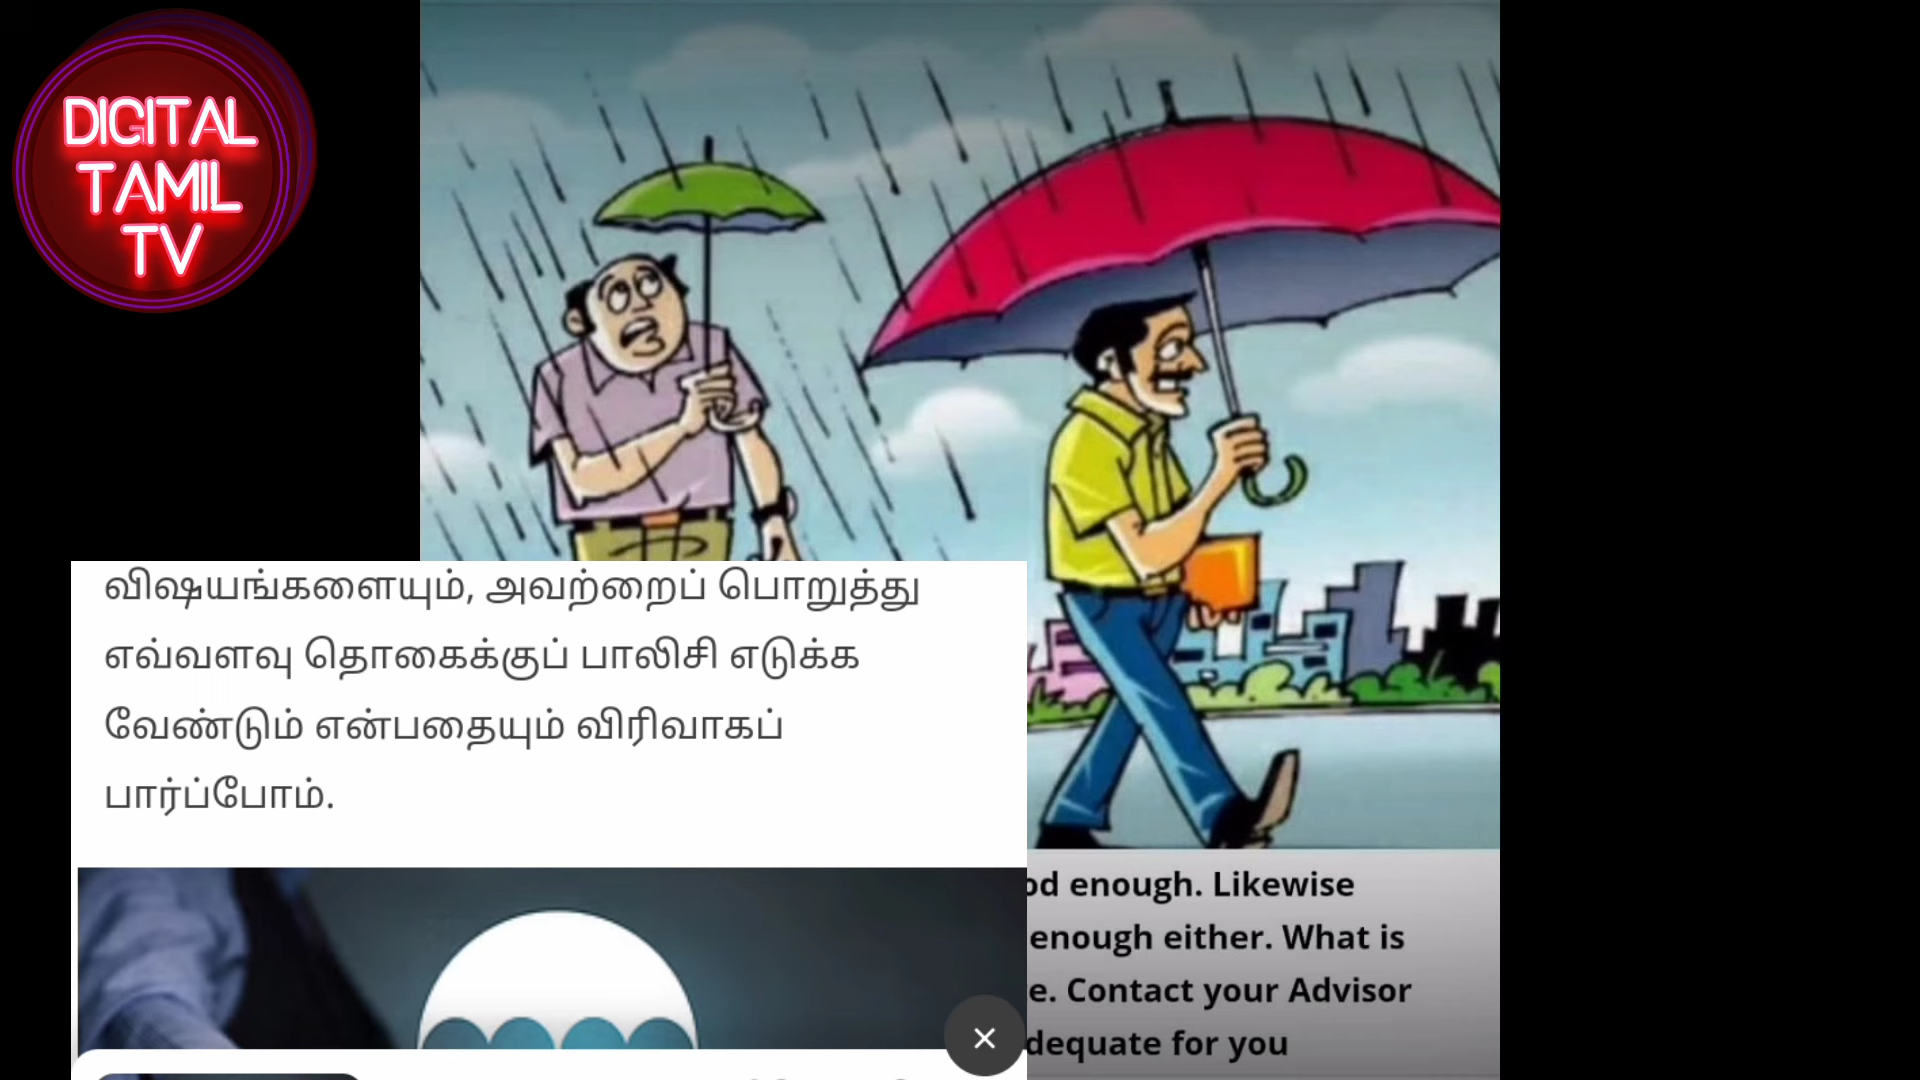 DIGITAL
TAMIL
TV
விஷயங்களையும், அவற்றைப் பொறுத்து
எவ்வளவு தொகைக்குப் பாலிசி எடுக்க
வேண்டும் என்பதையும் விரிவாகப்
பார்ப்போம்.
enough. Likewise
enough either. What is
Contact your Advisor
for you